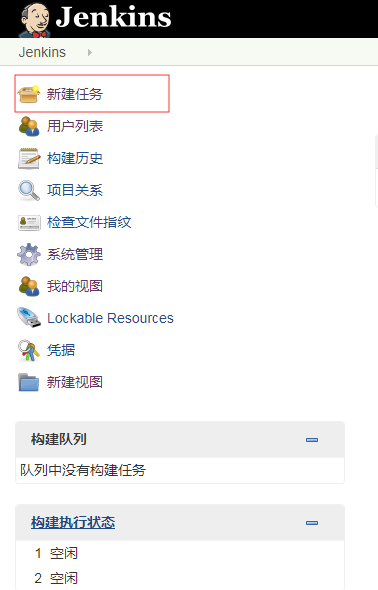 Jenkins
Jenkins
新建任务
用户列表
构建历史
项目关系
检查文件指纹
系统管理
我的视图
Lockable Resources
凭据
新建视图
构建队列
队列中没有构建任务
构建执行状态
1 空闲
2 空闲